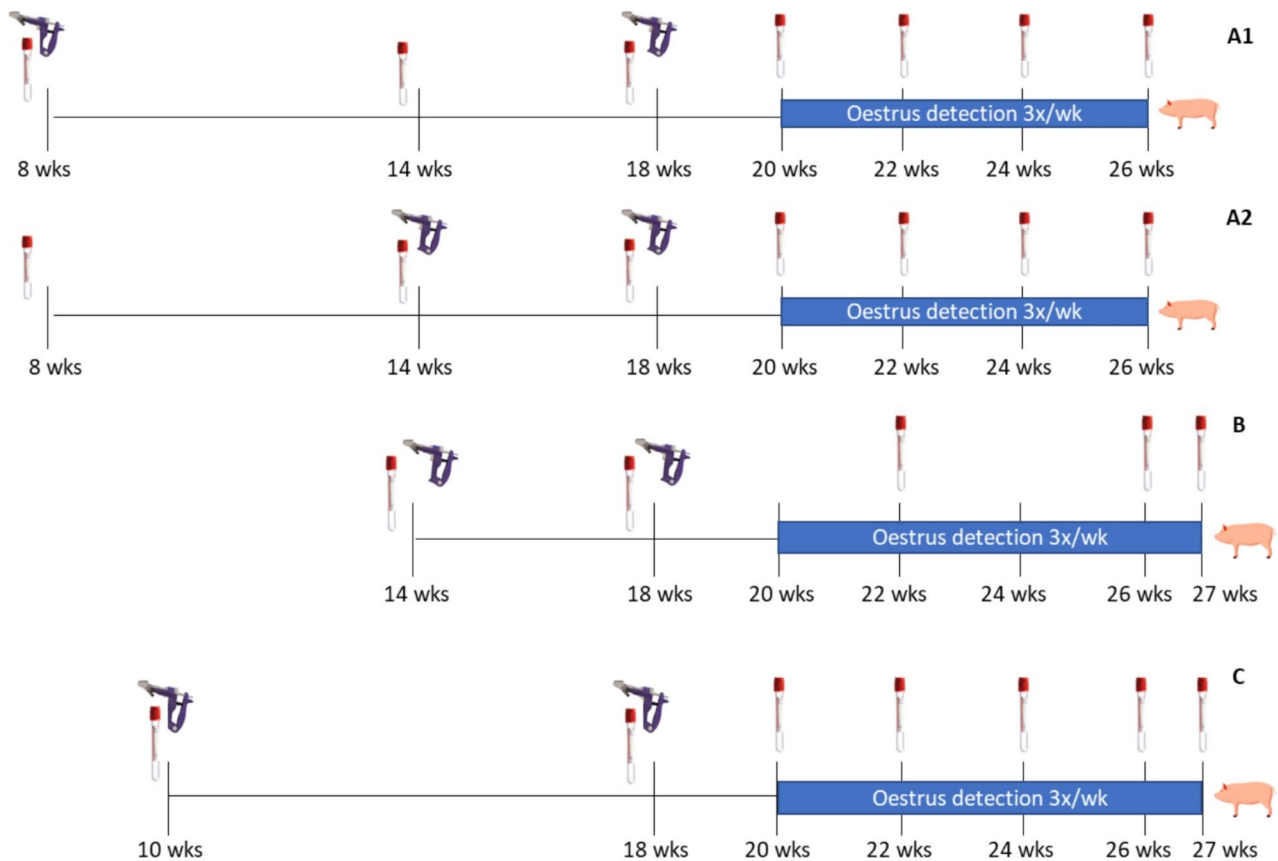 A1
Oestrus detection 3x/wk
8 wks 14 wks 18 wks 20 wks 22 wks 24 wks 26 wks
A2
Oestrus detection 3x/wk
8 wks 14 wks 18 wks 20 wks 22 wks 24 wks 26 wks
B
Oestrus detection 3x/wk
14 wks 18 wks 20 wks 22 wks 24 wks 26 wks 27 wks
C
Oestrus detection 3x/wk
10 wks 18 wks 20 wks 22 wks 24 wks 26 wks 27 wks